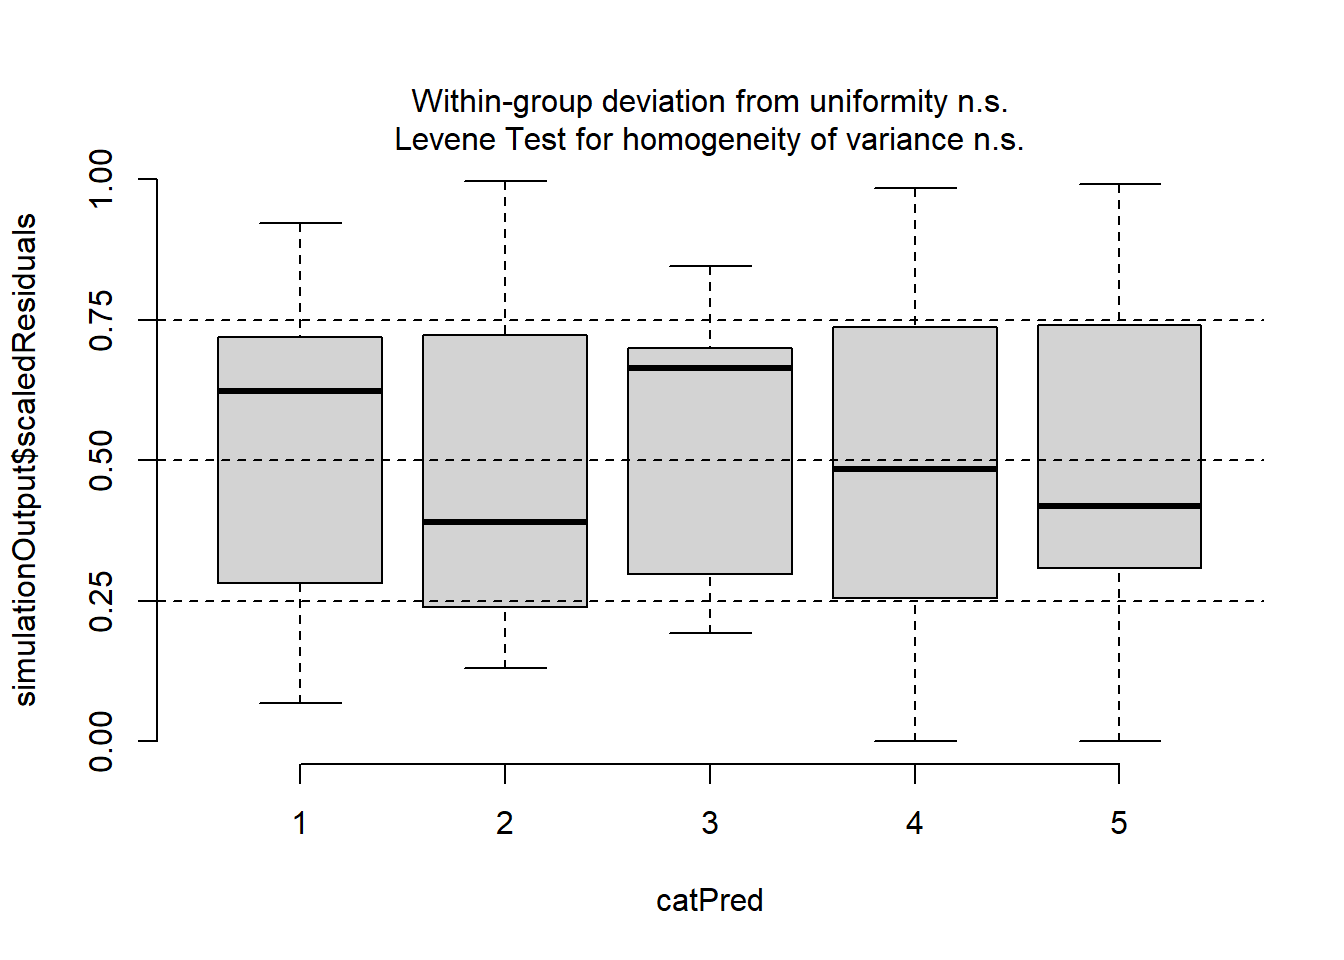 Within-group deviation from uniformity n.s.
Levene Test for homogeneity of variance n.s.
simulationOutput$scaledResiduals
1.00
0.75
0.50
0.25
0.00
1 2 3 4 5
catPred